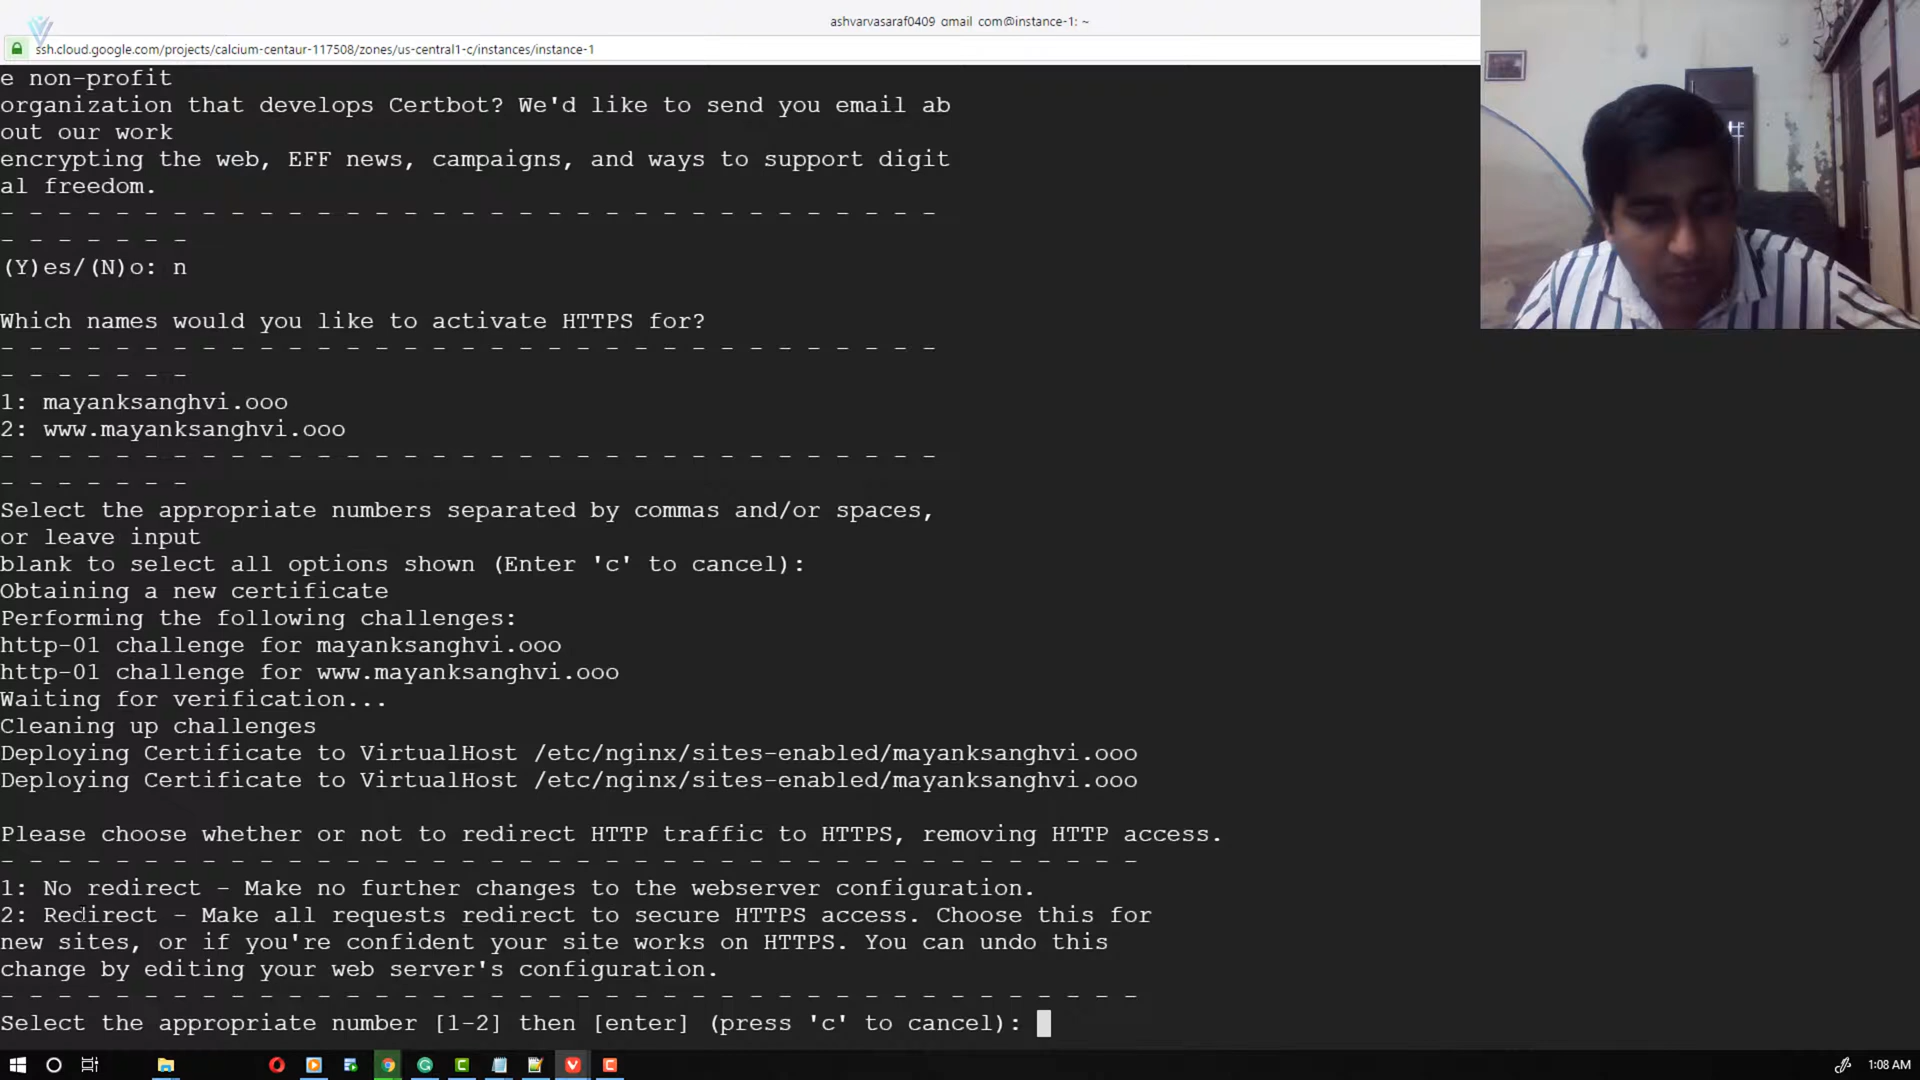 ashvarvasaraf0409_gmail_com@instance-1: ~
ssh.cloud.google.com/projects/calcium-centaur-117508/zones/us-central1-c/instances/instance-1
e non-profit
organization that develops Certbot? We'd like to send you email ab
out our work
encrypting the web, EFF news, campaigns, and ways to support digit
al freedom.
- - - - - - - - - - - - - - - - - - - - - - - - - - - - - - - - -
- - - - - - -
(Y)es/(N)o: n
Which names would you like to activate HTTPS for?
- - - - - - - - - - - - - - - - - - - - - - - - - - - - - - - - -
- - - - - - -
1: mayanksanghvi.ooo
2: www.mayanksanghvi.ooo
- - - - - - - - - - - - - - - - - - - - - - - - - - - - - - - - -
- - - - - - -
Select the appropriate numbers separated by commas and/or spaces,
or leave input
blank to select all options shown (Enter 'c' to cancel):
Obtaining a new certificate
Performing the following challenges:
http-01 challenge for mayanksanghvi.ooo
http-01 challenge for www.mayanksanghvi.ooo
Waiting for verification...
Cleaning up challenges
Deploying Certificate to VirtualHost /etc/nginx/sites-enabled/mayanksanghvi.ooo
Deploying Certificate to VirtualHost /etc/nginx/sites-enabled/mayanksanghvi.ooo
Please choose whether or not to redirect HTTP traffic to HTTPS, removing HTTP access.
- - - - - - - - - - - - - - - - - - - - - - - - - - - - - - - - - - - - - - - -
1: No redirect - Make no further changes to the webserver configuration.
2: Redirect - Make all requests redirect to secure HTTPS access. Choose this for
new sites, or if you're confident your site works on HTTPS. You can undo this
change by editing your web server's configuration.
- - - - - - - - - - - - - - - - - - - - - - - - - - - - - - - - - - - - - - - -
Select the appropriate number [1-2] then [enter] (press 'c' to cancel):
1:08 AM